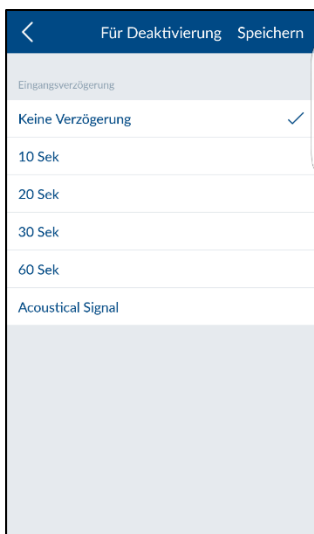 Für Deaktivierung Speichern
Eingangsverzögerung
Keine Verzögerung
10 Sek
20 Sek
30 Sek
60 Sek
Acoustical Signal